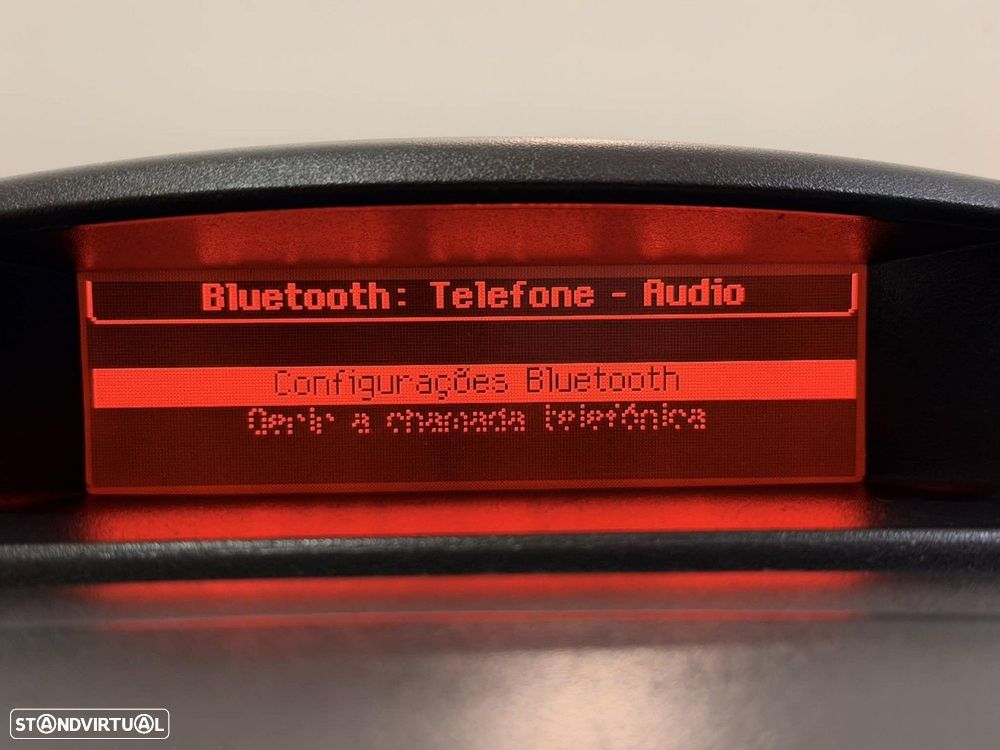 Bluetooth: Telefone - Audio
Configurações Bluetooth
Gerir a chamada telefónica
STANDVIRTUAL